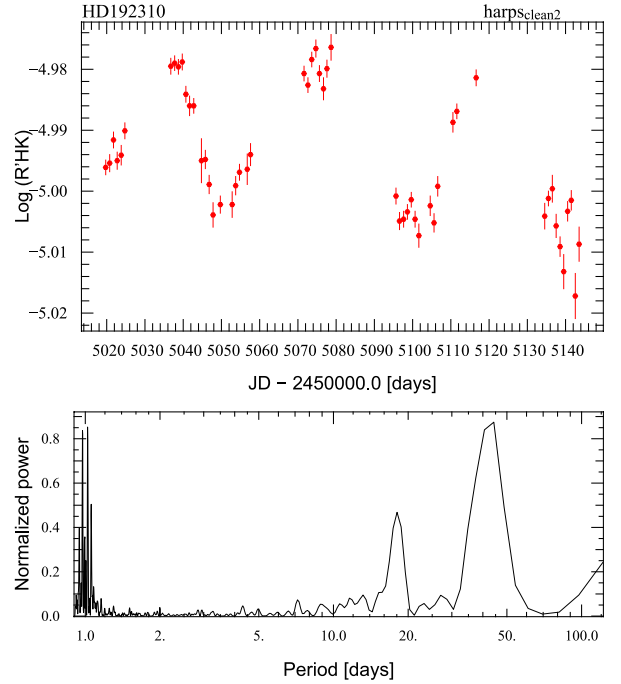 HD192310 harps_clean2
−4.98
−4.99
−5.00
−5.01
−5.02
Log (R'HK)
5020 5030 5040 5050 5060 5070 5080 5090 5100 5110 5120 5130 5140
JD − 2450000.0 [days]
0.8
0.6
0.4
0.2
0.0
Normalized power
1.0 2. 5. 10.0 20. 50. 100.0
Period [days]